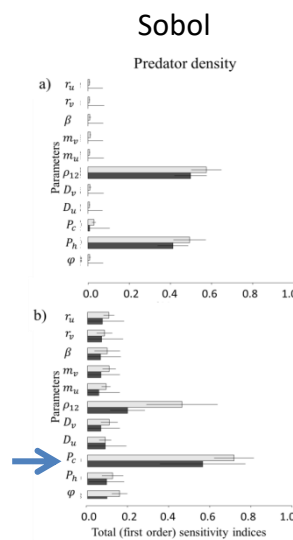 Sobol
Predator density
a)
Parameters
r_u
r_v
β
m_v
m_u
ρ_12
D_v
D_u
P_c
P_h
φ
0.0 0.2 0.4 0.6 0.8 1.0
b)
Parameters
r_u
r_v
β
m_v
m_u
ρ_12
D_v
D_u
P_c
P_h
φ
0.0 0.2 0.4 0.6 0.8 1.0
Total (first order) sensitivity indices